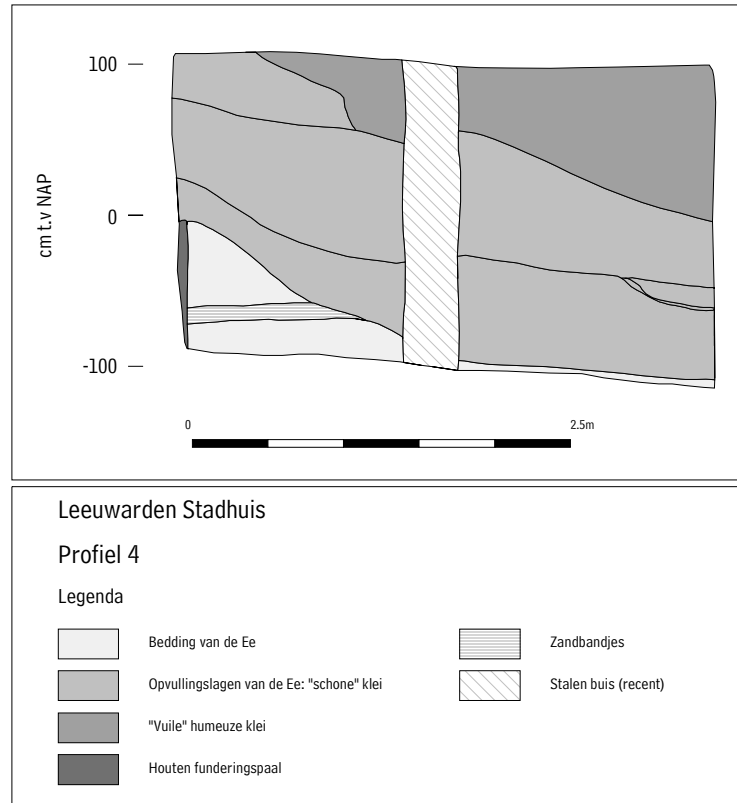 100
cm t.v NAP
0
-100
0 2.5m
Leeuwarden Stadhuis
Profiel 4
Legenda
Bedding van de Ee
Zandbandjes
Opvullingslagen van de Ee: "schone" klei
Stalen buis (recent)
"Vuile" humeuze klei
Houten funderingspaal